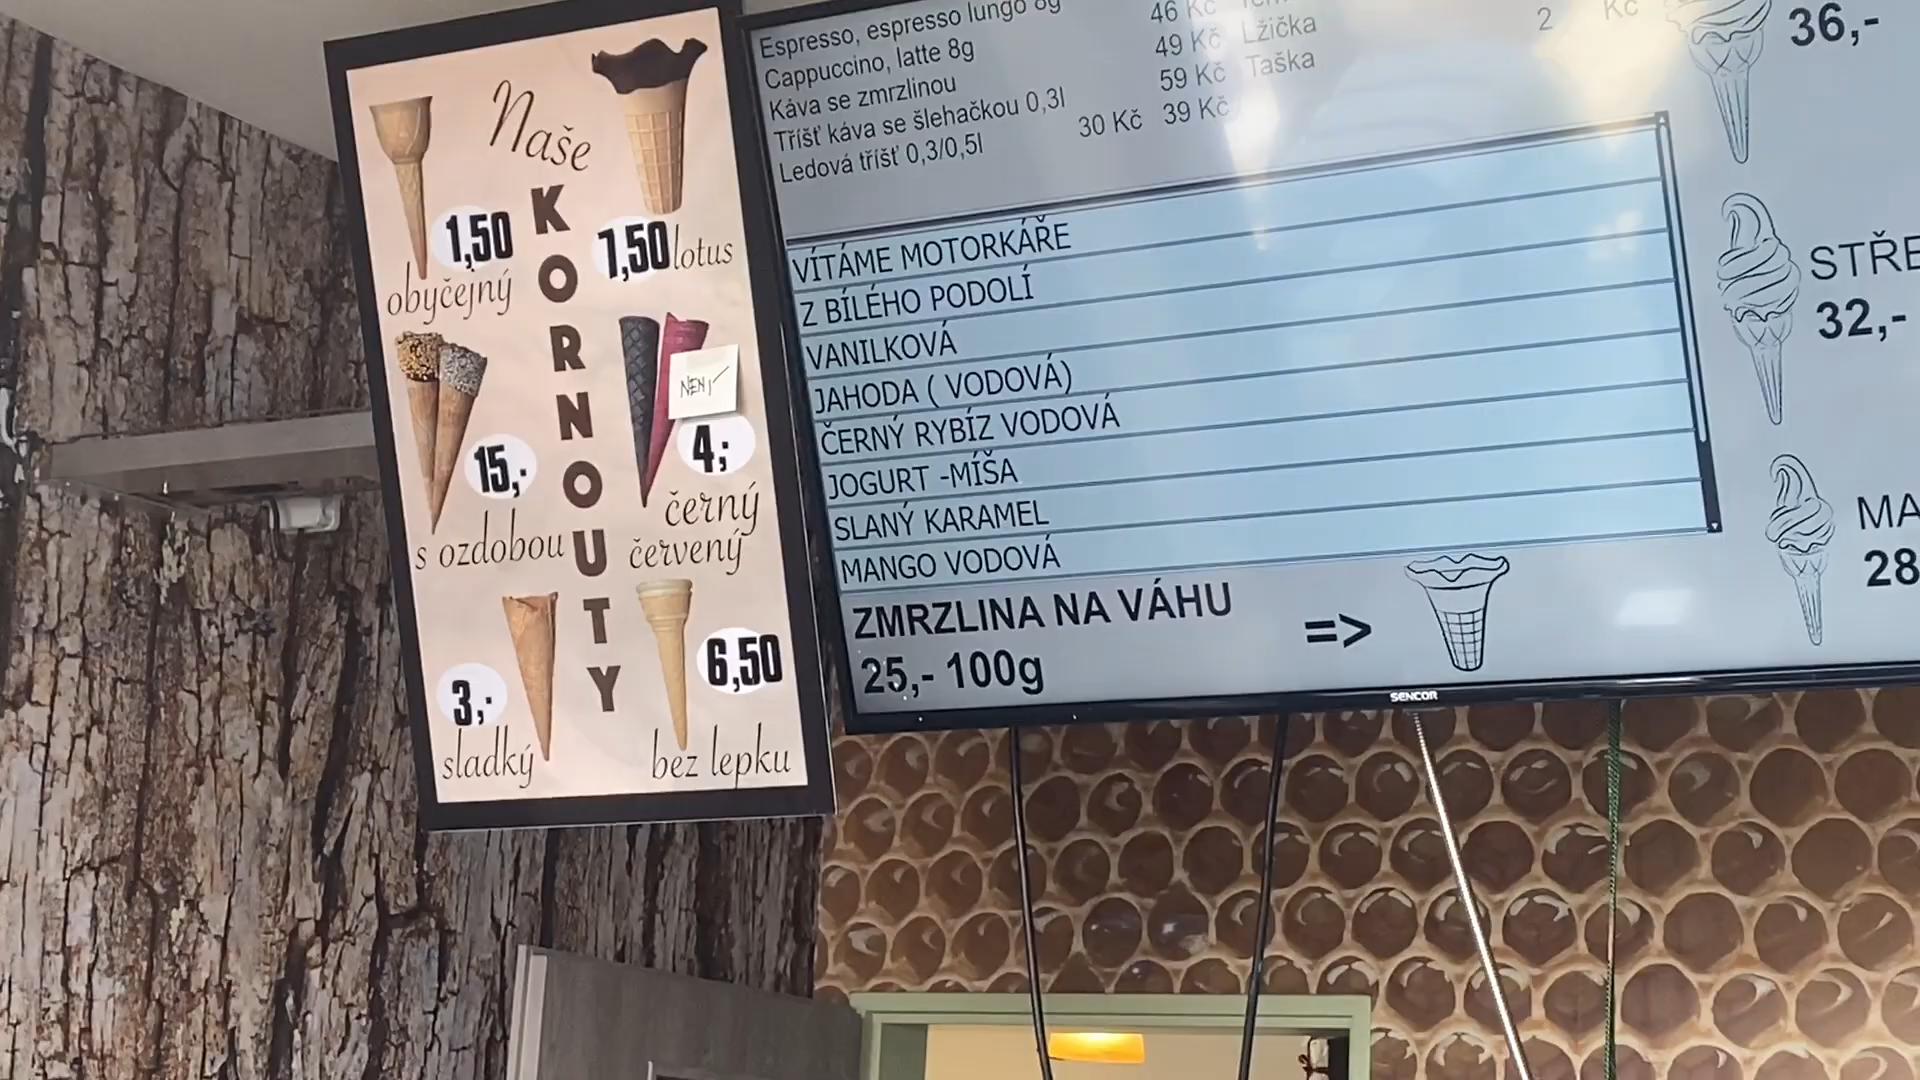 Naše
KORNOUTY
1,50
obyčejný
7,50 lotus
15,-
s ozdobou
NENÍ
4,-
černý
červený
3,-
sladký
6,50
bez lepku
Espresso, espresso lungo 8g 46 Kč
Cappuccino, latte 8g 49 Kč Lžička 2 Kč
Káva se zmrzlinou 59 Kč Taška
Tříšť káva se šlehačkou 0,3l 39 Kč
Ledová tříšť 0,3/0,5l 30 Kč
VÍTÁME MOTORKÁŘE
Z BÍLÉHO PODOLÍ
VANILKOVÁ
JAHODA ( VODOVÁ)
ČERNÝ RYBÍZ VODOVÁ
JOGURT -MÍŠA
SLANÝ KARAMEL
MANGO VODOVÁ
ZMRZLINA NA VÁHU
25,- 100g =>
36,-
STŘE
32,-
MA
28
SENCOR